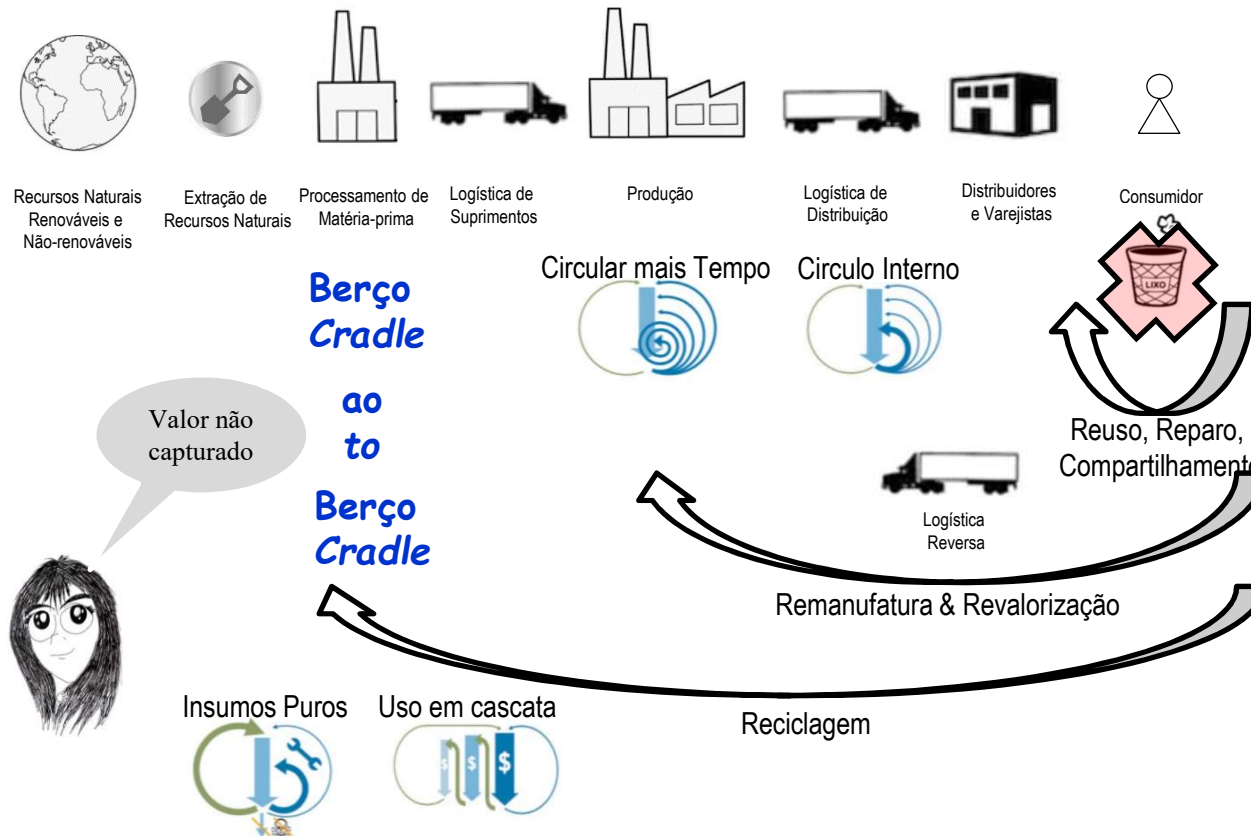 Recursos Naturais
Renováveis e
Não-renováveis
Extração de
Recursos Naturais
Processamento de
Matéria-prima
Logística de
Suprimentos
Produção
Logística de
Distribuição
Distribuidores
e Varejistas
Consumidor
LIXO
Circular mais Tempo
Circulo Interno
Berço
Cradle
ao
to
Berço
Cradle
Valor não
capturado
Reuso, Reparo,
Compartilhamento
Logística
Reversa
Remanufatura & Revalorização
Reciclagem
Insumos Puros
Uso em cascata
$ $ $